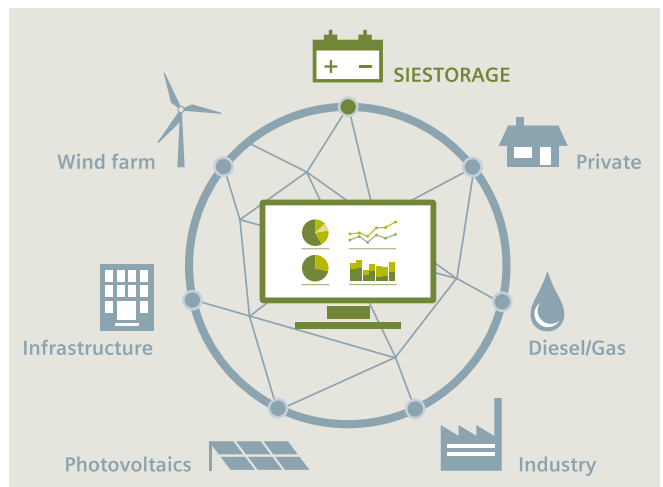 SIESTORAGE
Wind farm
Private
Infrastructure
Diesel/Gas
Photovoltaics
Industry